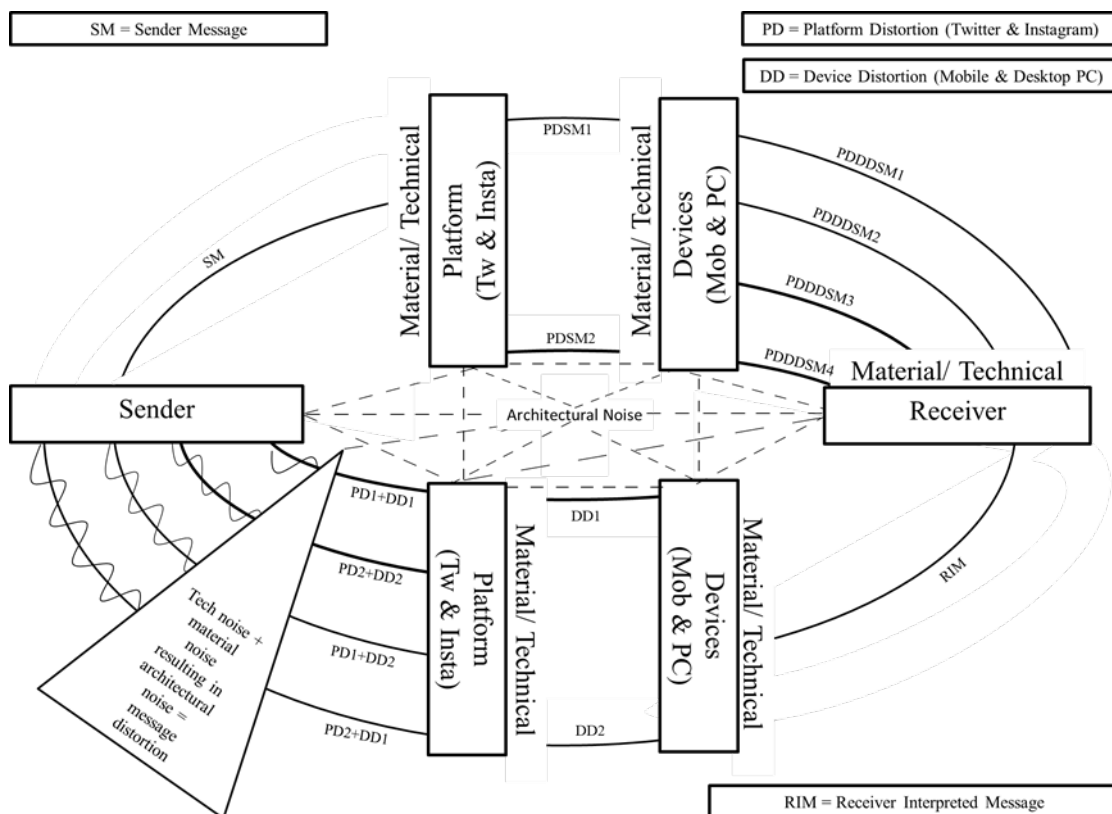 SM = Sender Message
PD = Platform Distortion (Twitter & Instagram)
DD = Device Distortion (Mobile & Desktop PC)
Material/ Technical
Platform
(Tw & Insta)
PDSM1
PDSM2
Material/ Technical
Devices
(Mob & PC)
PDDDSM1
PDDDSM2
PDDDSM3
PDDDSM4
SM
Sender
Architectural Noise
Material/ Technical
Receiver
PD1+DD1
PD2+DD2
PD1+DD2
PD2+DD1
Tech noise +
material
noise
resulting in
architectural
noise =
message
distortion
Platform
(Tw & Insta)
Material/ Technical
DD1
DD2
Devices
(Mob & PC)
Material/ Technical
RIM
RIM = Receiver Interpreted Message